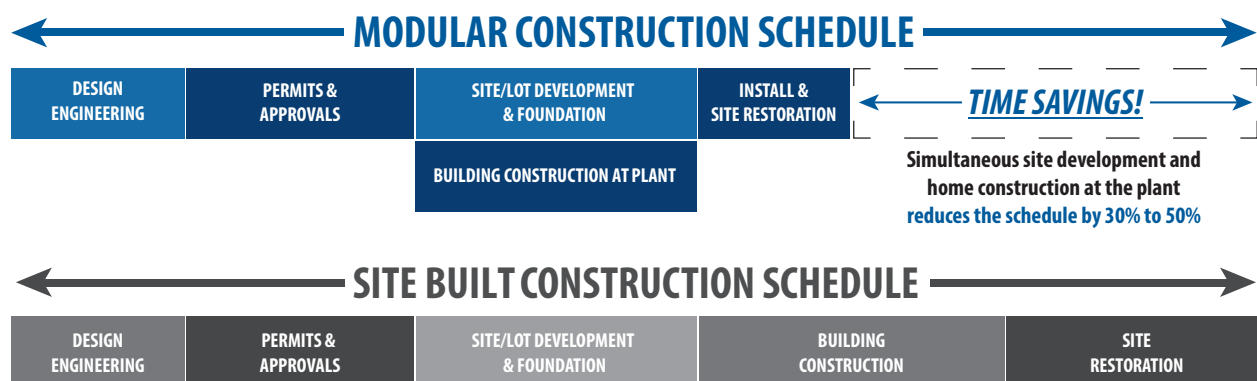 MODULAR CONSTRUCTION SCHEDULE
DESIGN
ENGINEERING
PERMITS &
APPROVALS
SITE/LOT DEVELOPMENT
& FOUNDATION
INSTALL &
SITE RESTORATION
TIME SAVINGS!
BUILDING CONSTRUCTION AT PLANT
Simultaneous site development and
home construction at the plant
reduces the schedule by 30% to 50%
SITE BUILT CONSTRUCTION SCHEDULE
DESIGN
ENGINEERING
PERMITS &
APPROVALS
SITE/LOT DEVELOPMENT
& FOUNDATION
BUILDING
CONSTRUCTION
SITE
RESTORATION